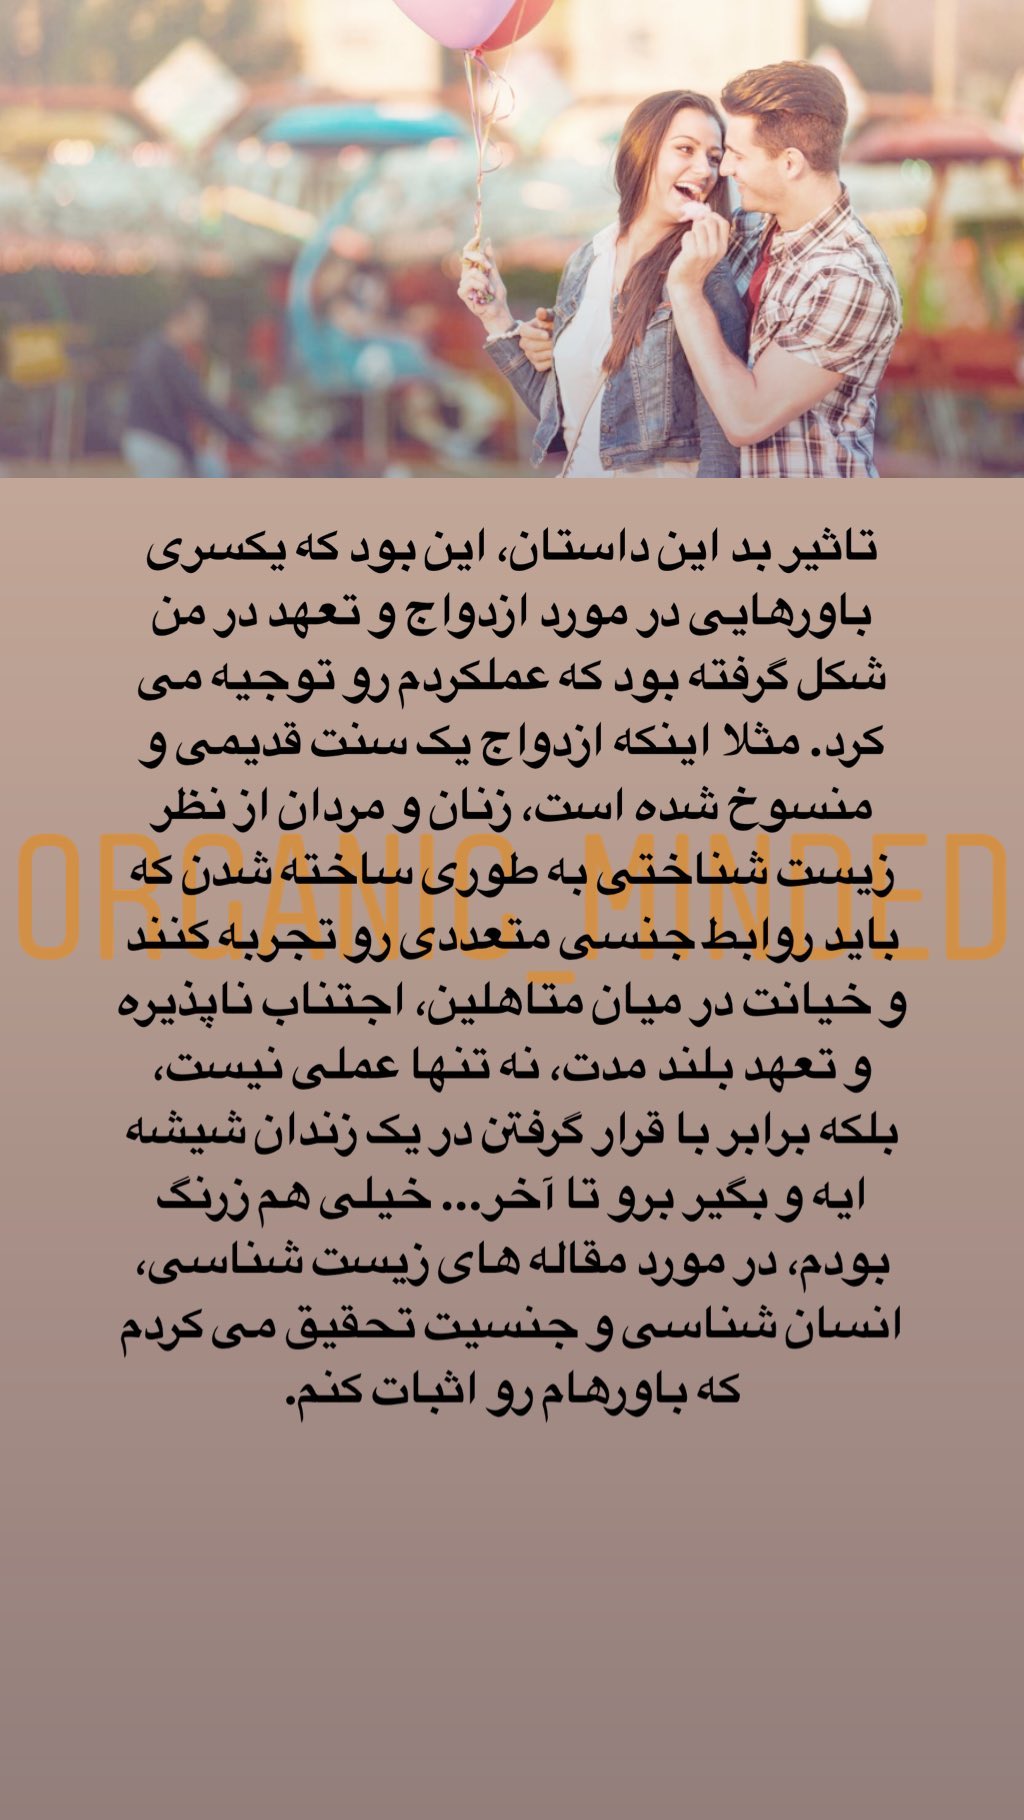 تاثیر بد این داستان، این بود که یکسری
باورهایی در مورد ازدواج و تعهد در من
شکل گرفته بود که عملکردم رو توجیه می
کرد. مثلا اینکه ازدواج یک سنت قدیمی و
منسوخ شده است، زنان و مردان از نظر
زیست شناختی به طوری ساخته شدن که
ORGANIC_MINDED
باید روابط جنسی متعددی رو تجربه کنند
و خیانت در میان متاهلین، اجتناب ناپذیره
و تعهد بلند مدت، نه تنها عملی نیست،
بلکه برابر با قرار گرفتن در یک زندان شیشه
ایه و بگیر برو تا آخر... خیلی هم زرنگ
بودم، در مورد مقاله های زیست شناسی،
انسان شناسی و جنسیت تحقیق می کردم
که باورهام رو اثبات کنم.